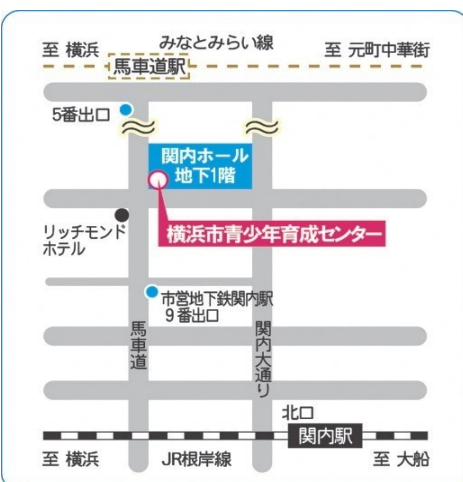 みなとみらい線
至 横浜
至 元町中華街
馬車道駅
5番出口
関内ホール
地下1階
横浜市青少年育成センター
リッチモンド
ホテル
市営地下鉄関内駅
9番出口
馬車道
関内大通り
北口
関内駅
至 横浜
JR根岸線
至 大船